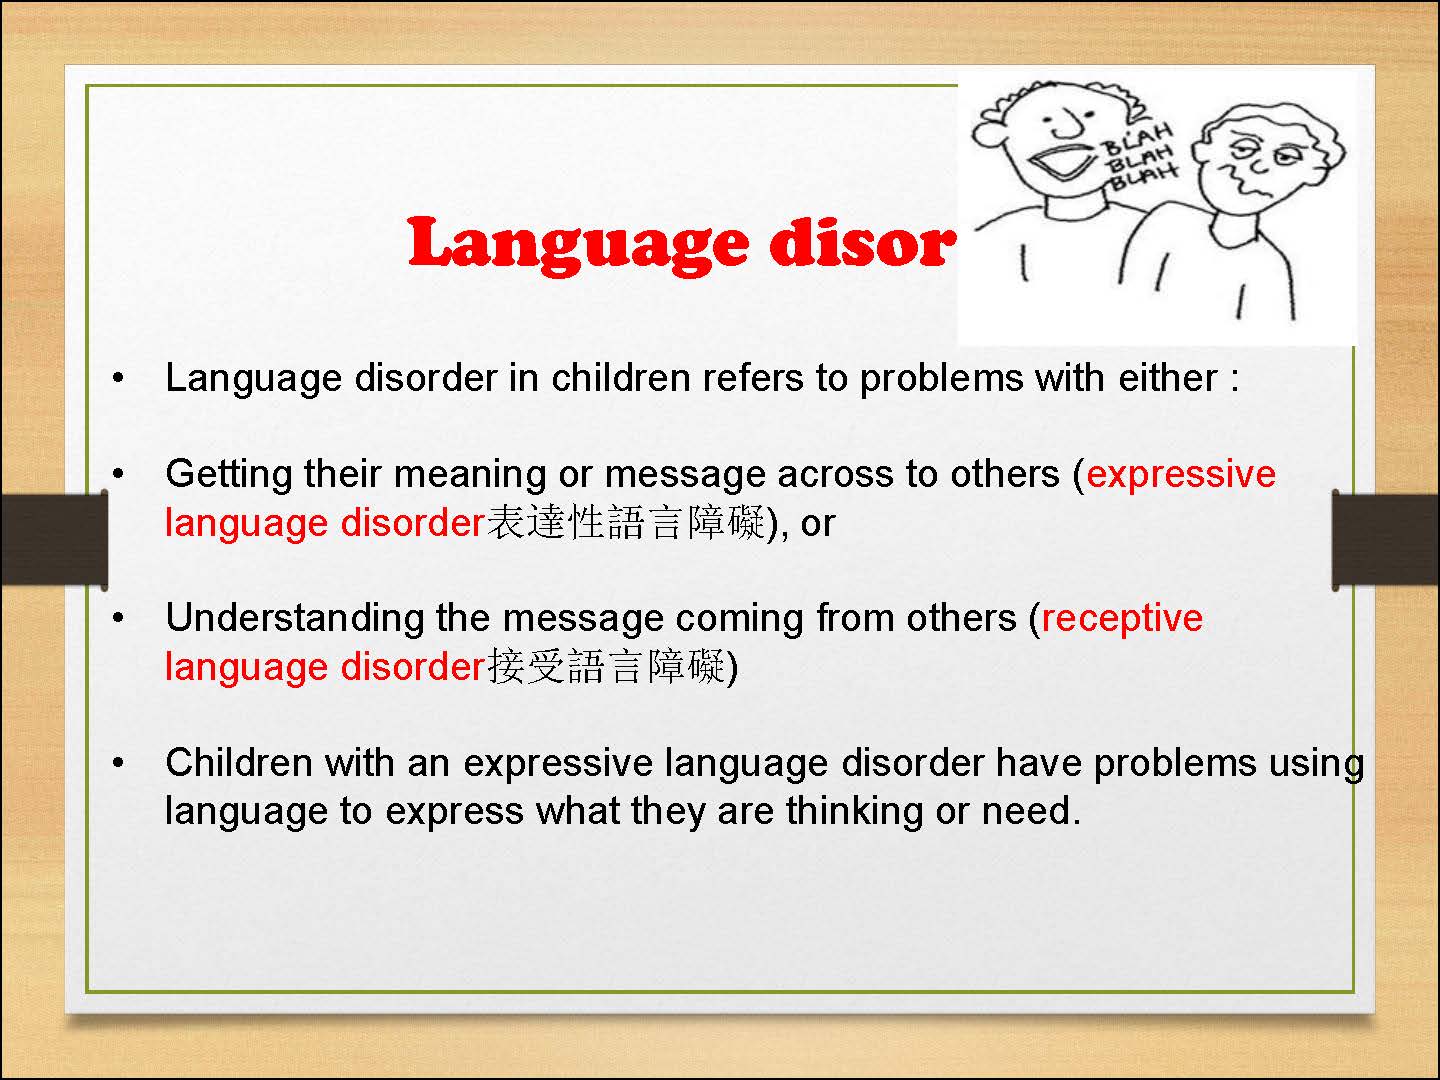 BLAH
BLAH
BLAH
Language disor
• Language disorder in children refers to problems with either :
• Getting their meaning or message across to others (expressive
language disorder表達性語言障礙), or
• Understanding the message coming from others (receptive
language disorder接受語言障礙)
• Children with an expressive language disorder have problems using
language to express what they are thinking or need.